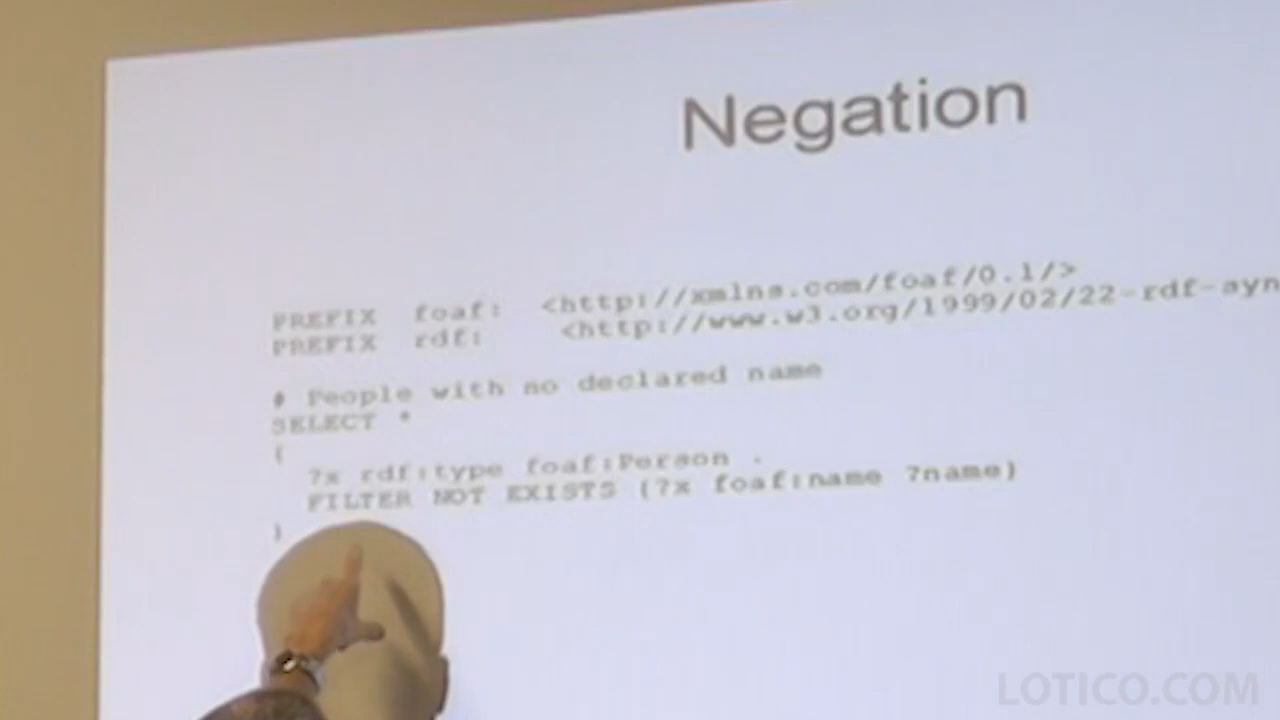 Negation
PREFIX foaf: <http://xmlns.com/foaf/0.1/>
PREFIX rdf: <http://www.w3.org/1999/02/22-rdf-syn
# People with no declared name
SELECT *
{
?x rdf:type foaf:Person .
FILTER NOT EXISTS {?x foaf:name ?name}
}
LOTICO.COM